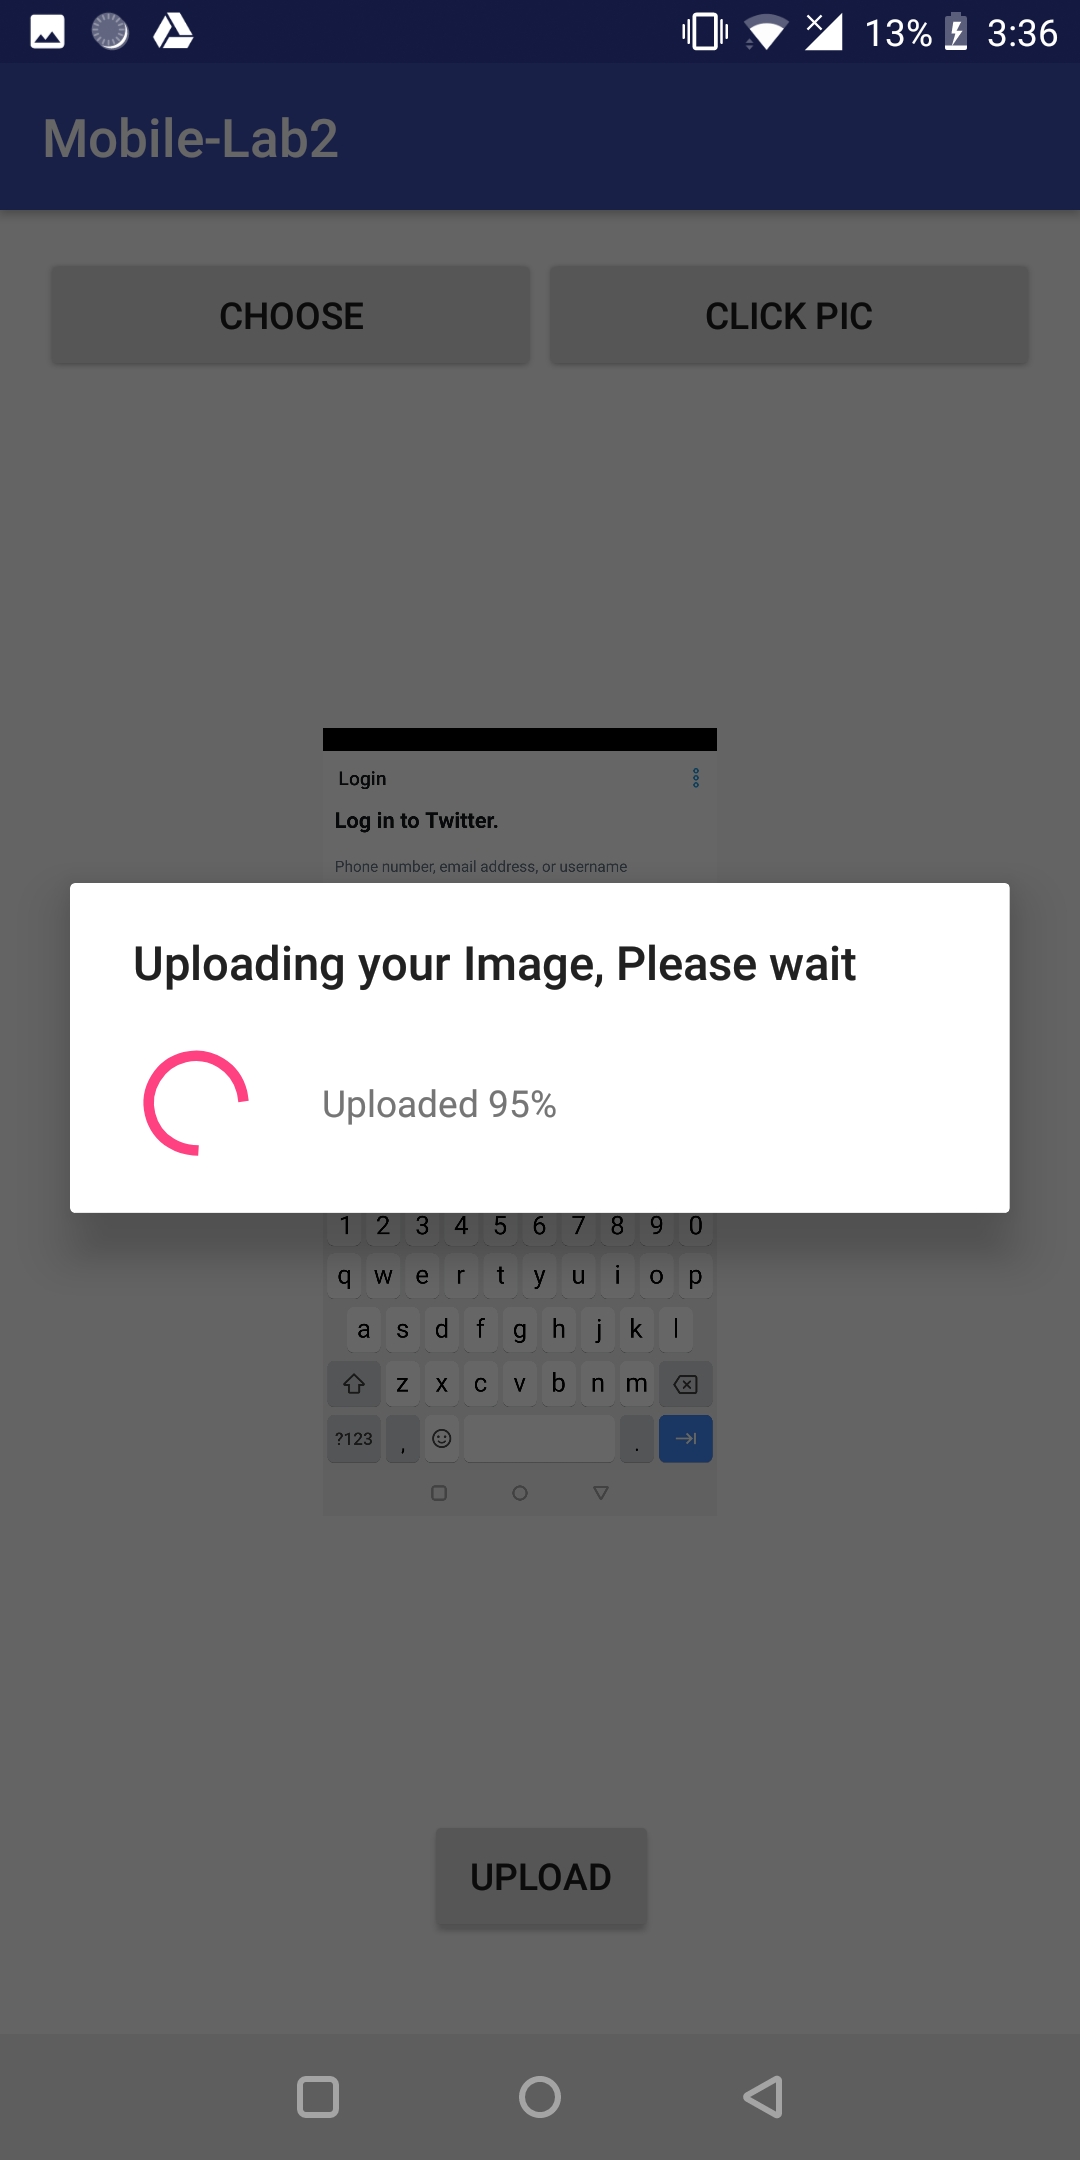 13% 3:36
Mobile-Lab2
CHOOSE CLICK PIC
Login
Log in to Twitter.
Phone number, email address, or username
Uploading your Image, Please wait
Uploaded 95%
1 2 3 4 5 6 7 8 9 0
q w e r t y u i o p
a s d f g h j k l
z x c v b n m
?123 , .
UPLOAD